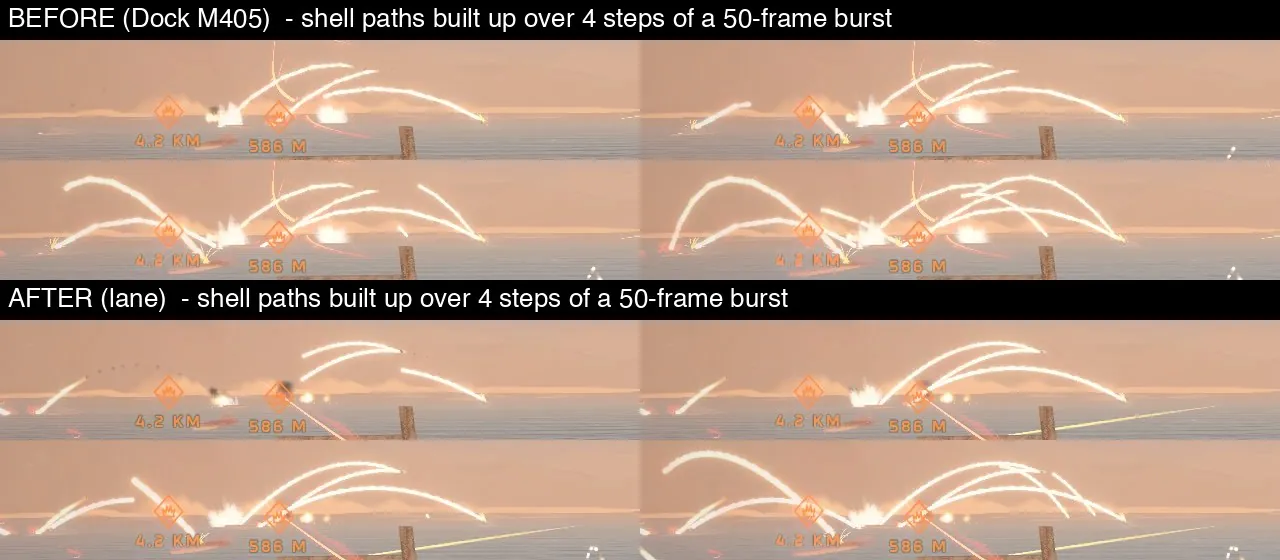 BEFORE (Dock M405) - shell paths built up over 4 steps of a 50-frame burst
4.2 KM 586 M 4.2 KM 586 M
4.2 KM 586 M 4.2 KM 586 M
AFTER (lane) - shell paths built up over 4 steps of a 50-frame burst
4.2 KM 586 M 4.2 KM 586 M
4.2 KM 586 M 4.2 KM 586 M